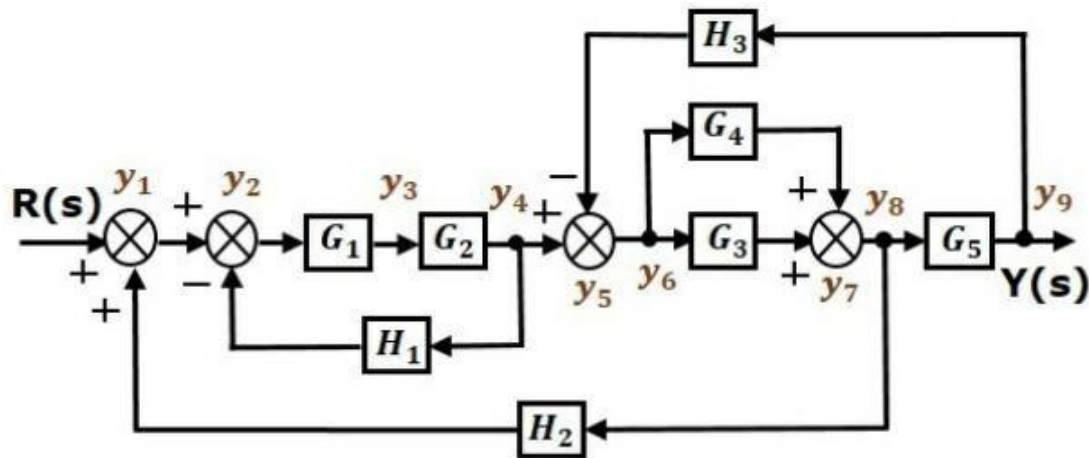 H₃
G₄
y₁ y₂ y₃ y₄ − + y₈ y₉
R(s) + +
G₁ G₂ G₃ G₅
+ − y₅ y₆ + y₇ Y(s)
+
H₁
H₂